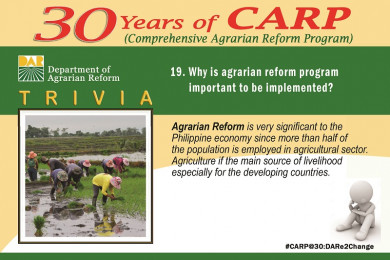 30 Years of CARP
(Comprehensive Agrarian Reform Program)
DAR
Department of
Agrarian Reform
TRIVIA
19. Why is agrarian reform program
important to be implemented?
Agrarian Reform is very significant to the
Philippine economy since more than half of
the population is employed in agricultural sector.
Agriculture if the main source of livelihood
especially for the developing countries.
#CARP@30:DARe2Change